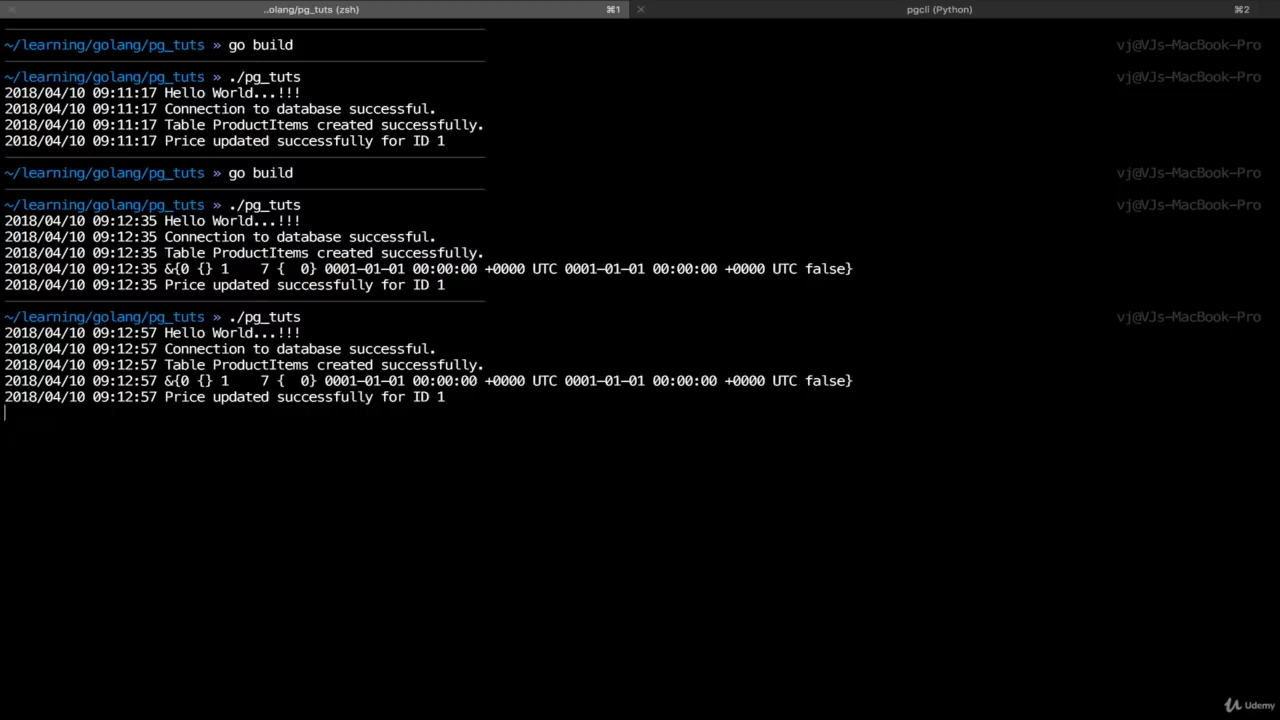 ..olang/pg_tuts (zsh) ⌘1 pgcli (Python) ⌘2
~/learning/golang/pg_tuts » go build vj@VJs-MacBook-Pro
~/learning/golang/pg_tuts » ./pg_tuts vj@VJs-MacBook-Pro
2018/04/10 09:11:17 Hello World...!!!
2018/04/10 09:11:17 Connection to database successful.
2018/04/10 09:11:17 Table ProductItems created successfully.
2018/04/10 09:11:17 Price updated successfully for ID 1
~/learning/golang/pg_tuts » go build vj@VJs-MacBook-Pro
~/learning/golang/pg_tuts » ./pg_tuts vj@VJs-MacBook-Pro
2018/04/10 09:12:35 Hello World...!!!
2018/04/10 09:12:35 Connection to database successful.
2018/04/10 09:12:35 Table ProductItems created successfully.
2018/04/10 09:12:35 &{0 {} 1    7 {  0} 0001-01-01 00:00:00 +0000 UTC 0001-01-01 00:00:00 +0000 UTC false}
2018/04/10 09:12:35 Price updated successfully for ID 1
~/learning/golang/pg_tuts » ./pg_tuts vj@VJs-MacBook-Pro
2018/04/10 09:12:57 Hello World...!!!
2018/04/10 09:12:57 Connection to database successful.
2018/04/10 09:12:57 Table ProductItems created successfully.
2018/04/10 09:12:57 &{0 {} 1    7 {  0} 0001-01-01 00:00:00 +0000 UTC 0001-01-01 00:00:00 +0000 UTC false}
2018/04/10 09:12:57 Price updated successfully for ID 1
Udemy